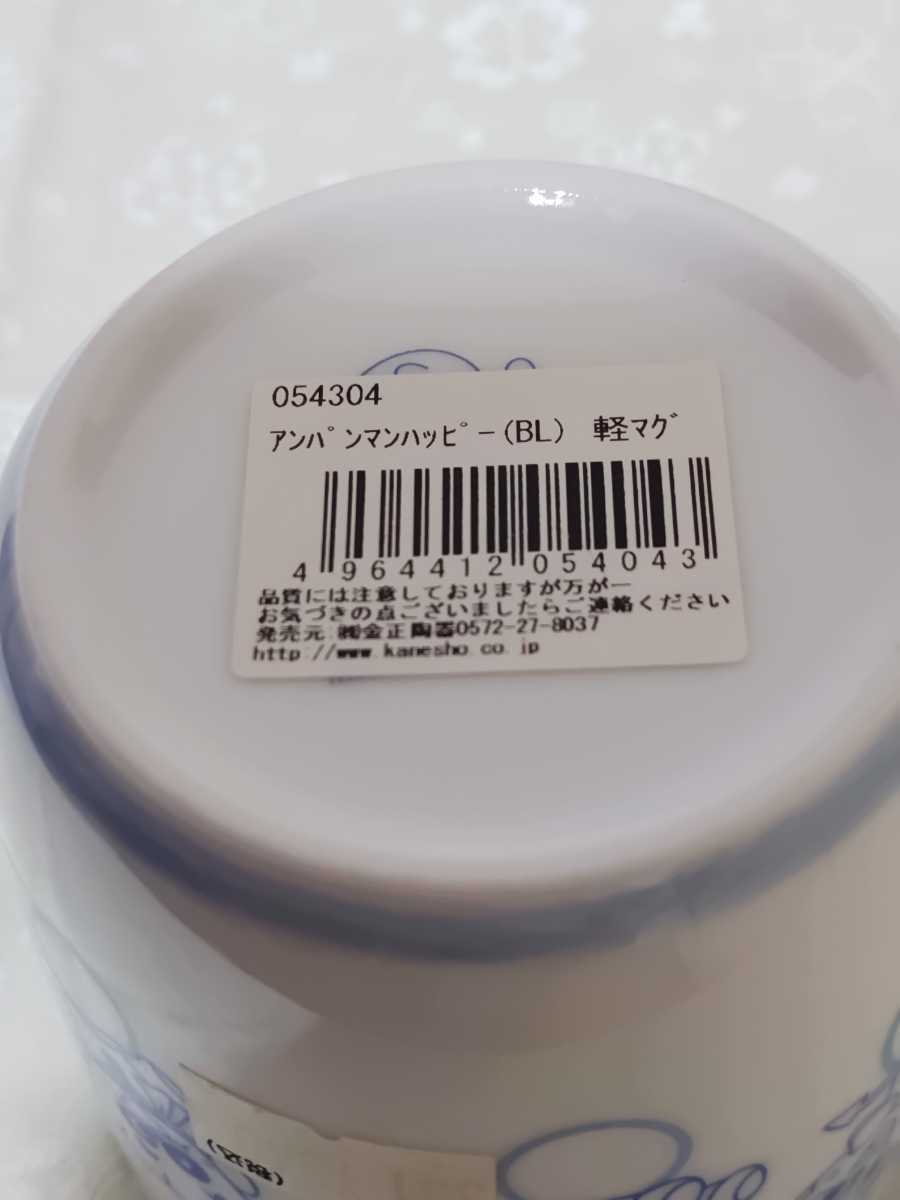 054304
ｱﾝﾊﾟﾝﾏﾝﾊｯﾋﾟｰ(BL) 軽ﾏｸﾞ
4 964412 054043
品質には注意しておりますが万が一
お気づきの点ございましたらご連絡ください
発売元:㈱金正陶器0572-27-8037
http://www.kanesho.co.jp
(税込)